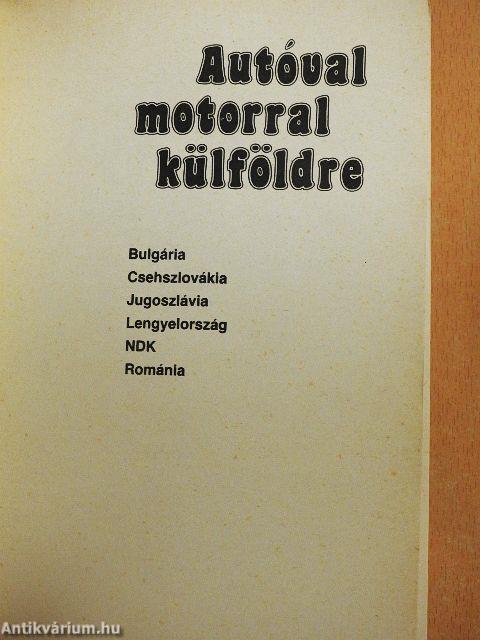 Autóval
motorral
külföldre
Bulgária
Csehszlovákia
Jugoszlávia
Lengyelország
NDK
Románia
Antikvárium.hu